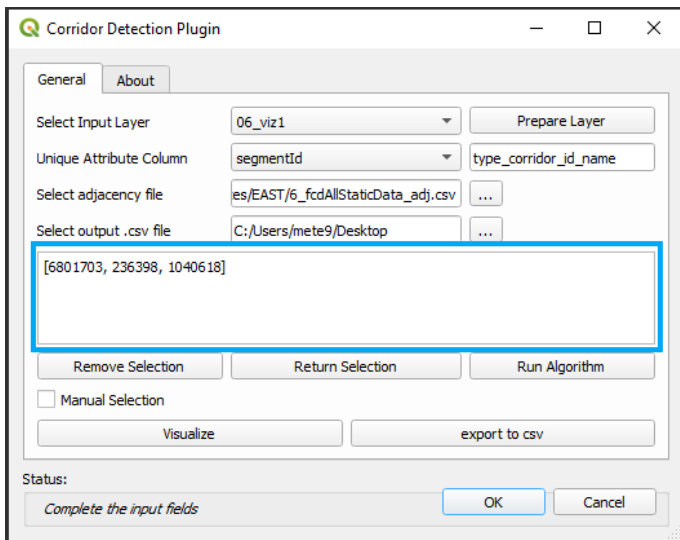 Corridor Detection Plugin
General About
Select Input Layer 06_viz1 Prepare Layer
Unique Attribute Column segmentId type_corridor_id_name
Select adjacency file es/EAST/6_fcdAllStaticData_adj.csv ...
Select output .csv file C:/Users/mete9/Desktop ...
[6801703, 236398, 1040618]
Remove Selection Return Selection Run Algorithm
Manual Selection
Visualize export to csv
Status:
Complete the input fields OK Cancel